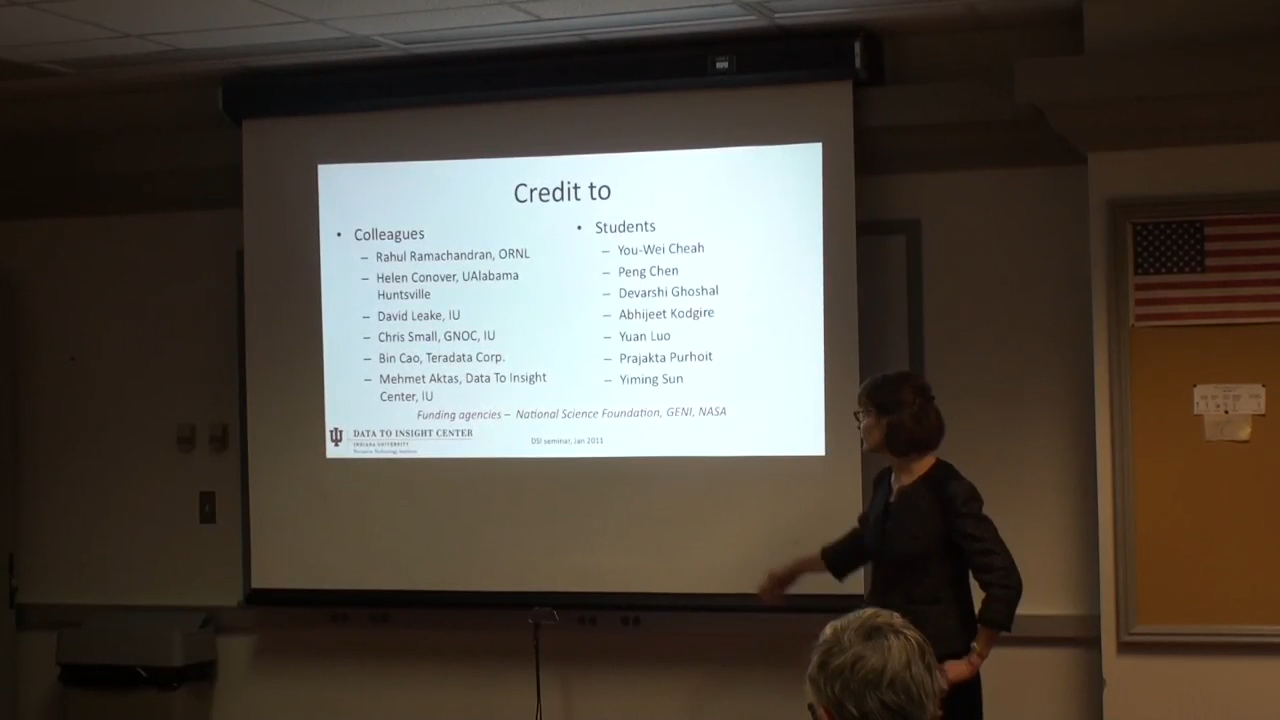 Credit to
• Colleagues
– Rahul Ramachandran, ORNL
– Helen Conover, UAlabama
Huntsville
– David Leake, IU
– Chris Small, GNOC, IU
– Bin Cao, Teradata Corp.
– Mehmet Aktas, Data To Insight
Center, IU
• Students
– You-Wei Cheah
– Peng Chen
– Devarshi Ghoshal
– Abhijeet Kodgire
– Yuan Luo
– Prajakta Purhoit
– Yiming Sun
Funding agencies – National Science Foundation, GENI, NASA
DATA TO INSIGHT CENTER
INDIANA UNIVERSITY
Pervasive Technology Institute
DSI seminar, Jan 2011